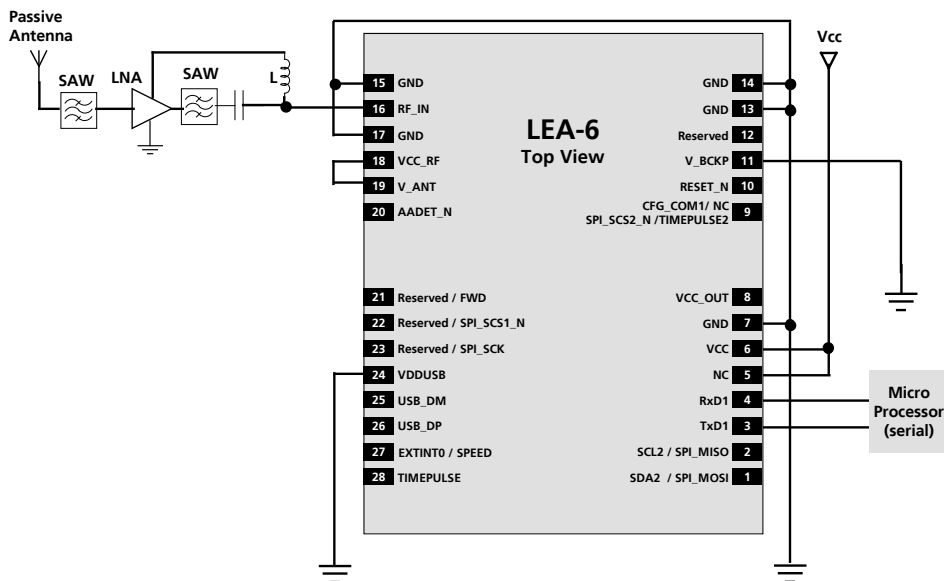 Passive
Antenna
SAW
LNA
SAW
L
Vcc
LEA-6
Top View
15 GND
16 RF_IN
17 GND
18 VCC_RF
19 V_ANT
20 AADET_N
21 Reserved / FWD
22 Reserved / SPI_SCS1_N
23 Reserved / SPI_SCK
24 VDDUSB
25 USB_DM
26 USB_DP
27 EXTINT0 / SPEED
28 TIMEPULSE
GND 14
GND 13
Reserved 12
V_BCKP 11
RESET_N 10
CFG_COM1/ NC
SPI_SCS2_N /TIMEPULSE2 9
VCC_OUT 8
GND 7
VCC 6
NC 5
RxD1 4
TxD1 3
SCL2 / SPI_MISO 2
SDA2 / SPI_MOSI 1
Micro
Processor
(serial)